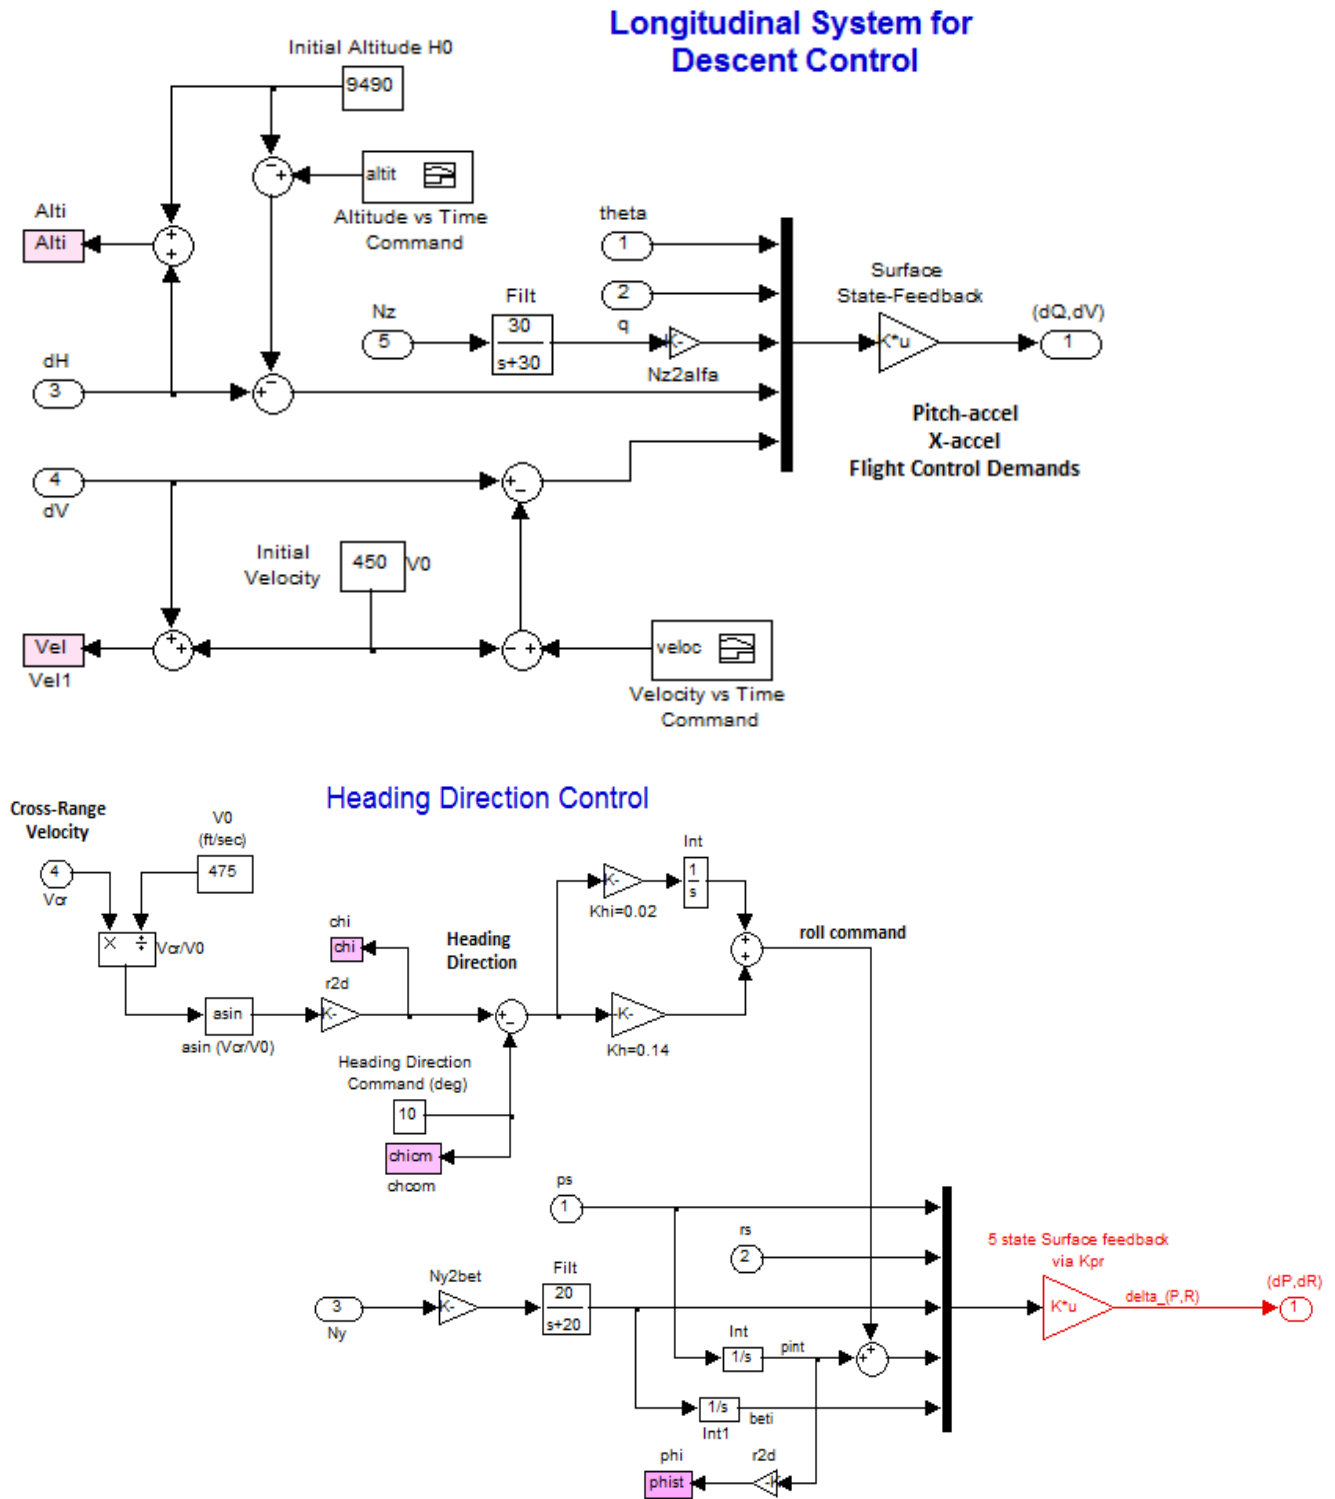 Longitudinal System for
Descent Control
Initial Altitude H0
9490
altit
Altitude vs Time
Command
Alti
Alti
theta
1
2
q
Surface
State-Feedback
K*u
(dQ,dV)
1
Nz
5
Filt
30
s+30
K-
Nz2alfa
dH
3
Pitch-accel
X-accel
Flight Control Demands
4
dV
Initial
Velocity
450
V0
Vel
Vel1
veloc
Velocity vs Time
Command
Heading Direction Control
Cross-Range
Velocity
4
Vcr
V0
(ft/sec)
475
× ÷
Vcr/V0
asin
asin (Vcr/V0)
r2d
K-
chi
chi
Heading
Direction
Heading Direction
Command (deg)
10
chicm
chcom
K-
Khi=0.02
Int
1
s
-K-
Kh=0.14
roll command
ps
1
rs
2
3
Ny
Ny2bet
K-
Filt
20
s+20
Int
1/s
pint
1/s
Int1
beti
phi
phist
r2d
-K
5 state Surface feedback
via Kpr
K*u
delta_(P,R)
(dP,dR)
1